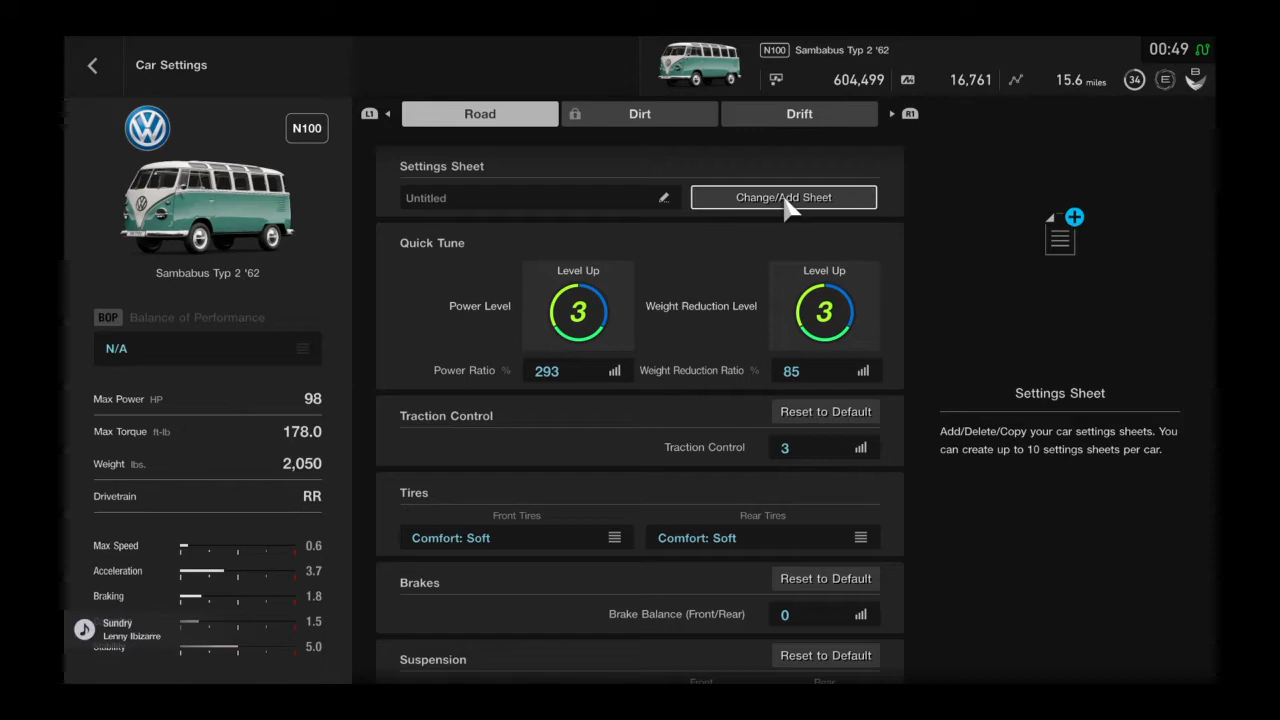 Car Settings
N100 Sambabus Typ 2 '62
00:49
604,499 16,761 15.6 miles 34 E B
L1 Road Dirt Drift R1
N100
Sambabus Typ 2 '62
BOP Balance of Performance
N/A
Max Power HP 98
Max Torque ft-lb 178.0
Weight lbs. 2,050
Drivetrain RR
Max Speed 0.6
Acceleration 3.7
Braking 1.8
1.5
Sundry
Lenny Ibizarre
Stability 5.0
Settings Sheet
Untitled Change/Add Sheet
Quick Tune
Level Up Level Up
Power Level 3 Weight Reduction Level 3
Power Ratio % 293 Weight Reduction Ratio % 85
Traction Control Reset to Default
Traction Control 3
Tires
Front Tires Rear Tires
Comfort: Soft Comfort: Soft
Brakes Reset to Default
Brake Balance (Front/Rear) 0
Suspension Reset to Default
Front Rear
Settings Sheet
Add/Delete/Copy your car settings sheets. You
can create up to 10 settings sheets per car.